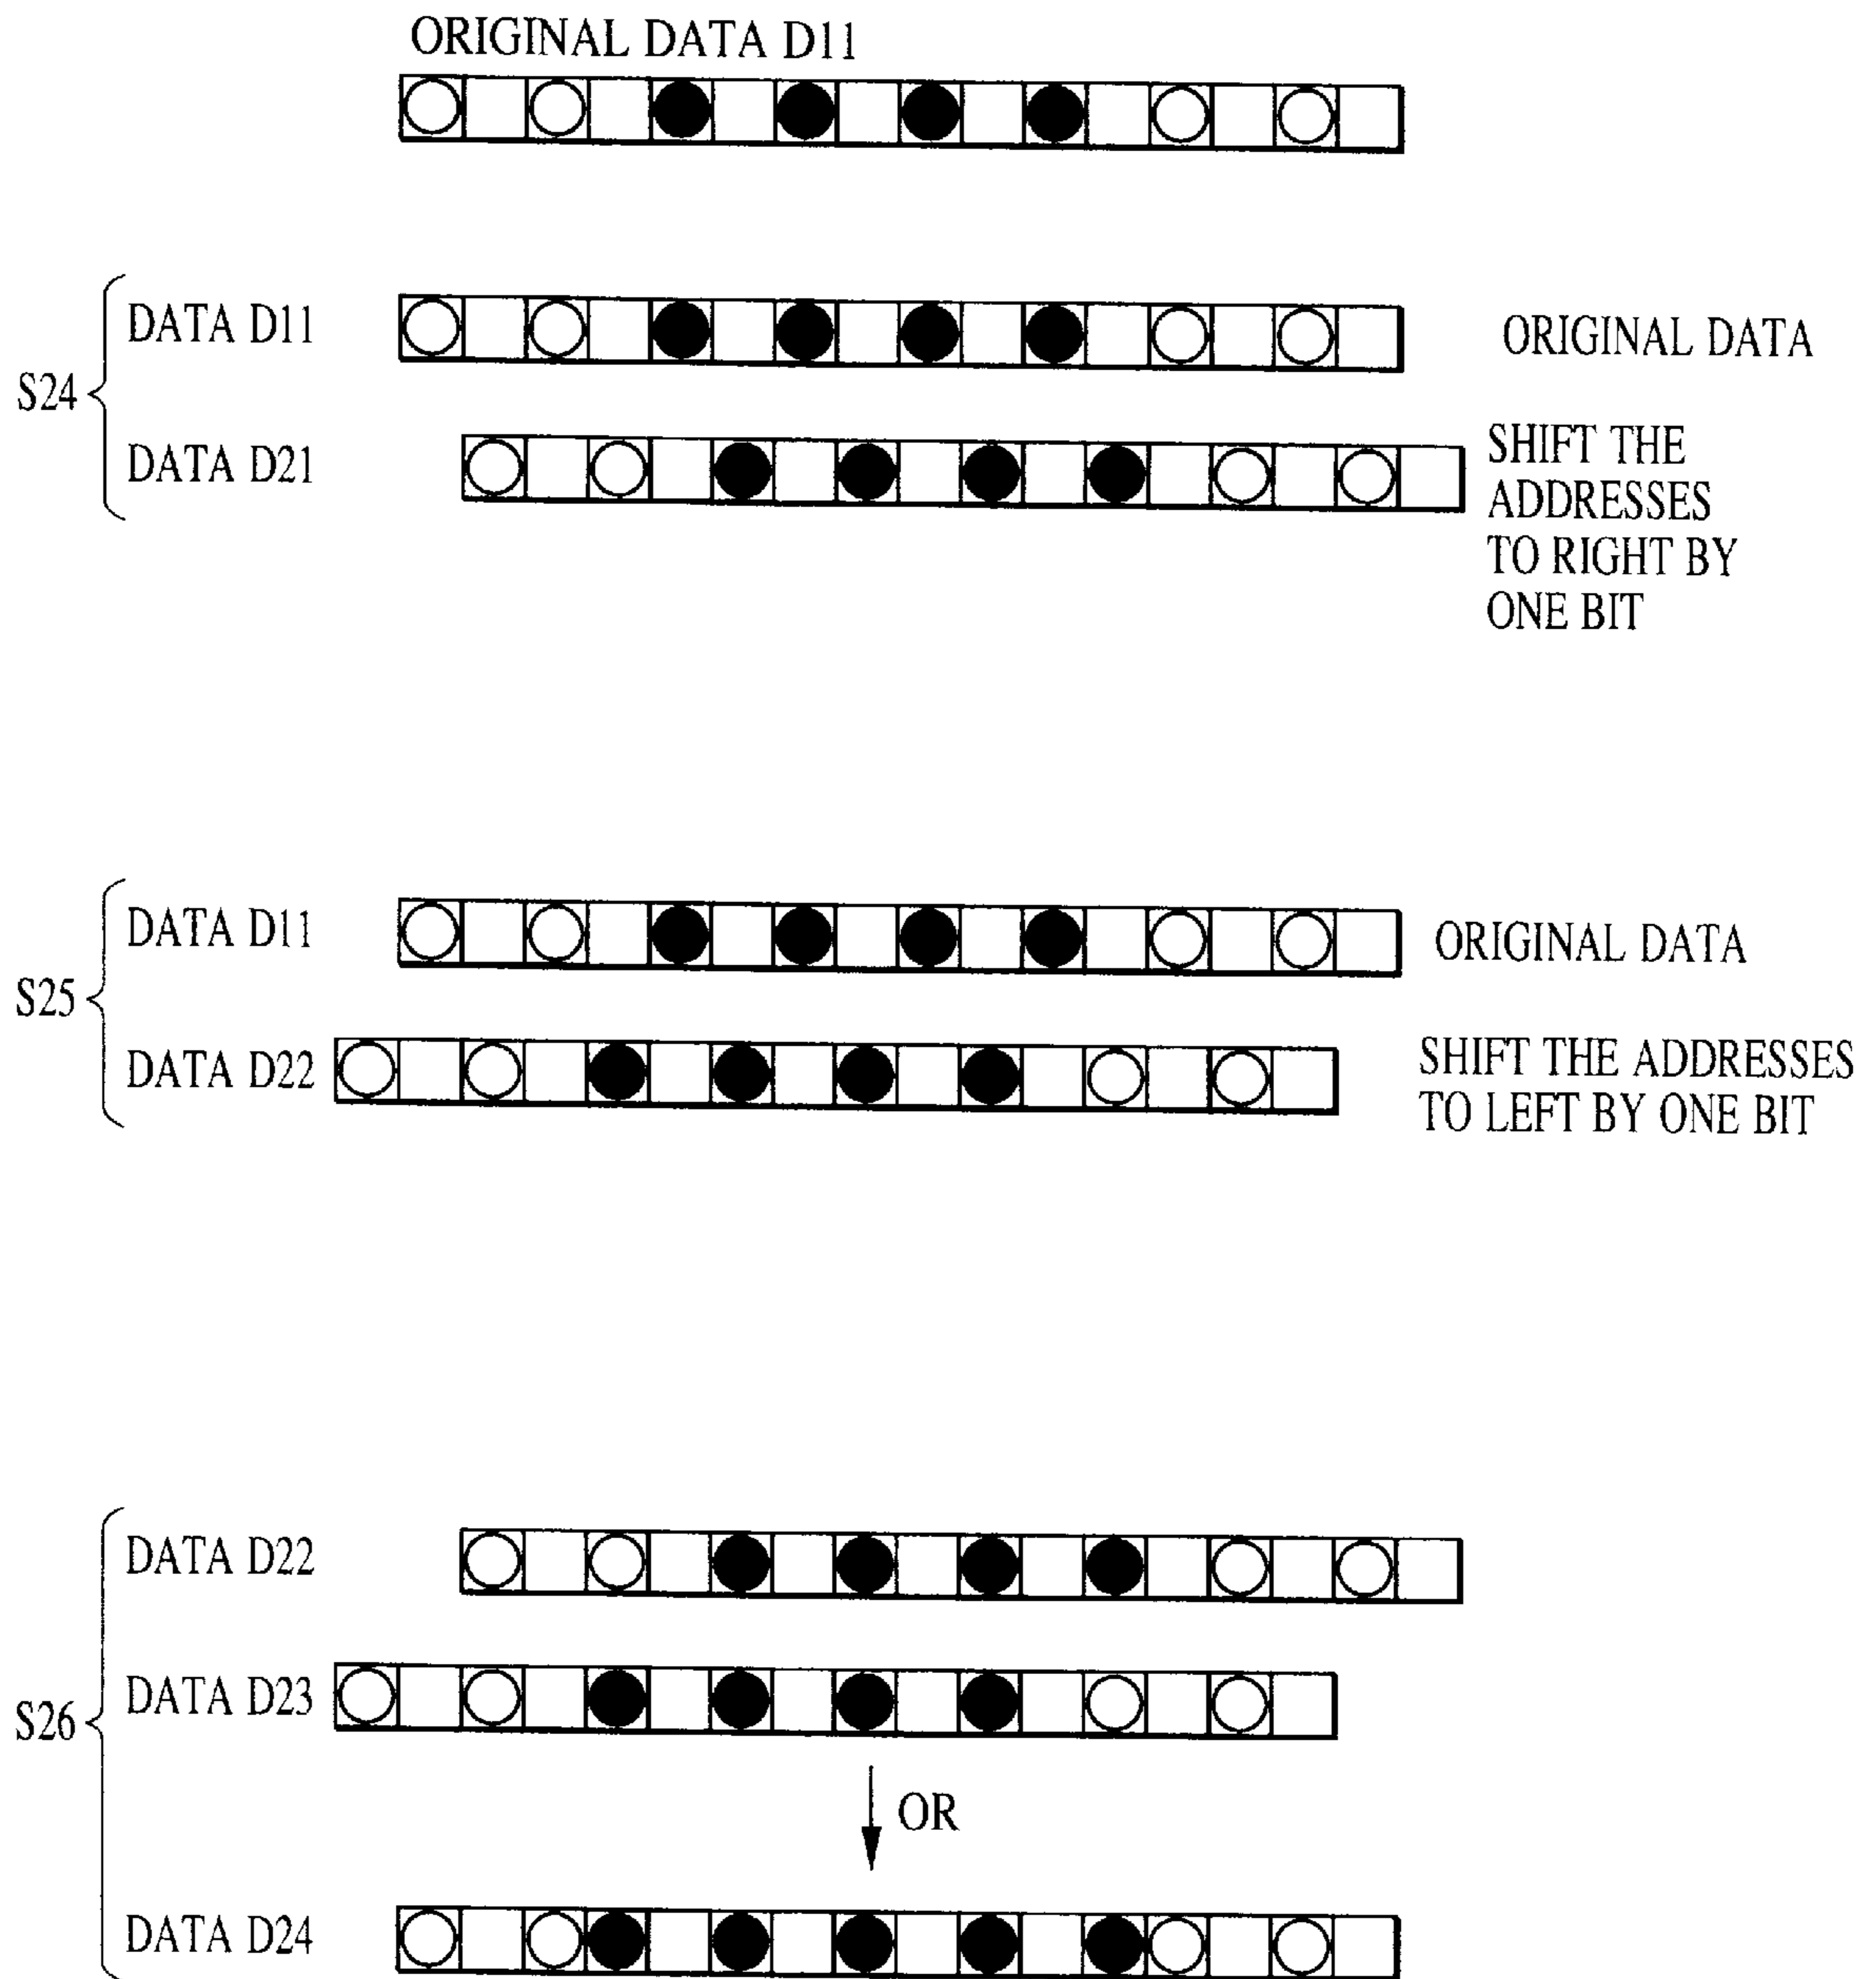 ORIGINAL DATA D11
S24
DATA D11
ORIGINAL DATA
DATA D21
SHIFT THE
ADDRESSES
TO RIGHT BY
ONE BIT
S25
DATA D11
ORIGINAL DATA
DATA D22
SHIFT THE ADDRESSES
TO LEFT BY ONE BIT
S26
DATA D22
DATA D23
OR
DATA D24